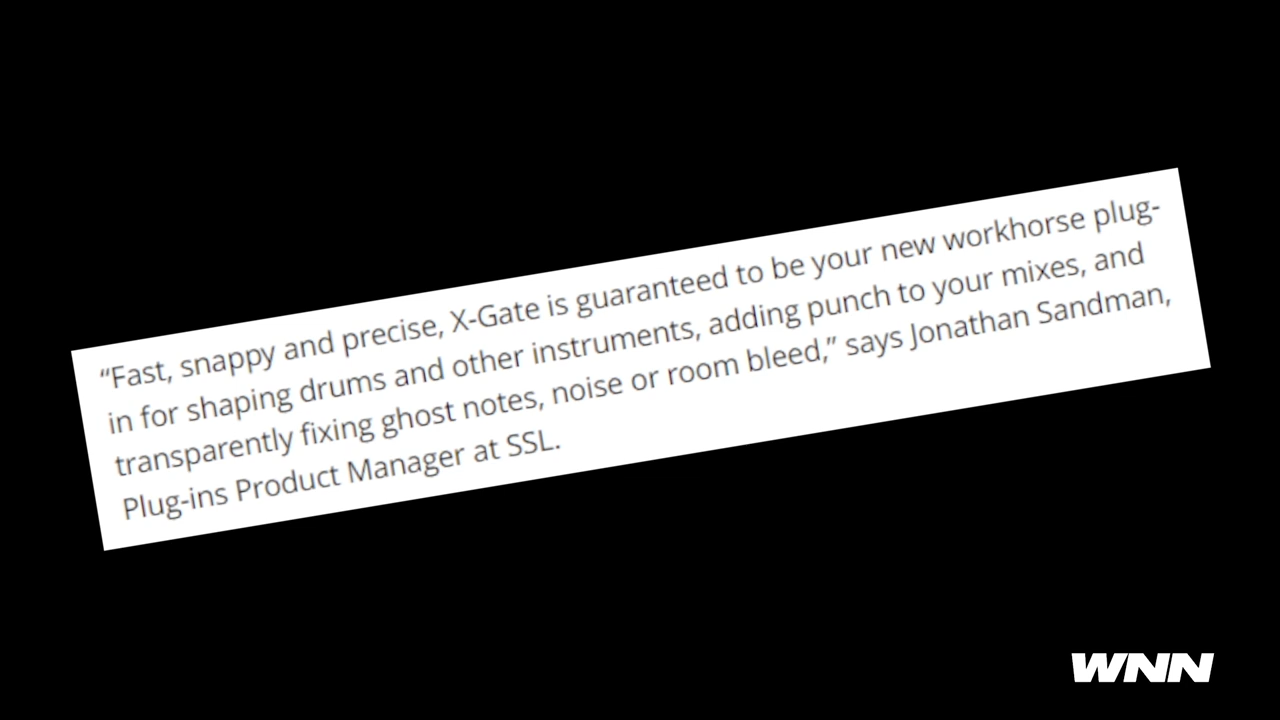 “Fast, snappy and precise, X-Gate is guaranteed to be your new workhorse plug-
in for shaping drums and other instruments, adding punch to your mixes, and
transparently fixing ghost notes, noise or room bleed,” says Jonathan Sandman,
Plug-ins Product Manager at SSL.
WNN